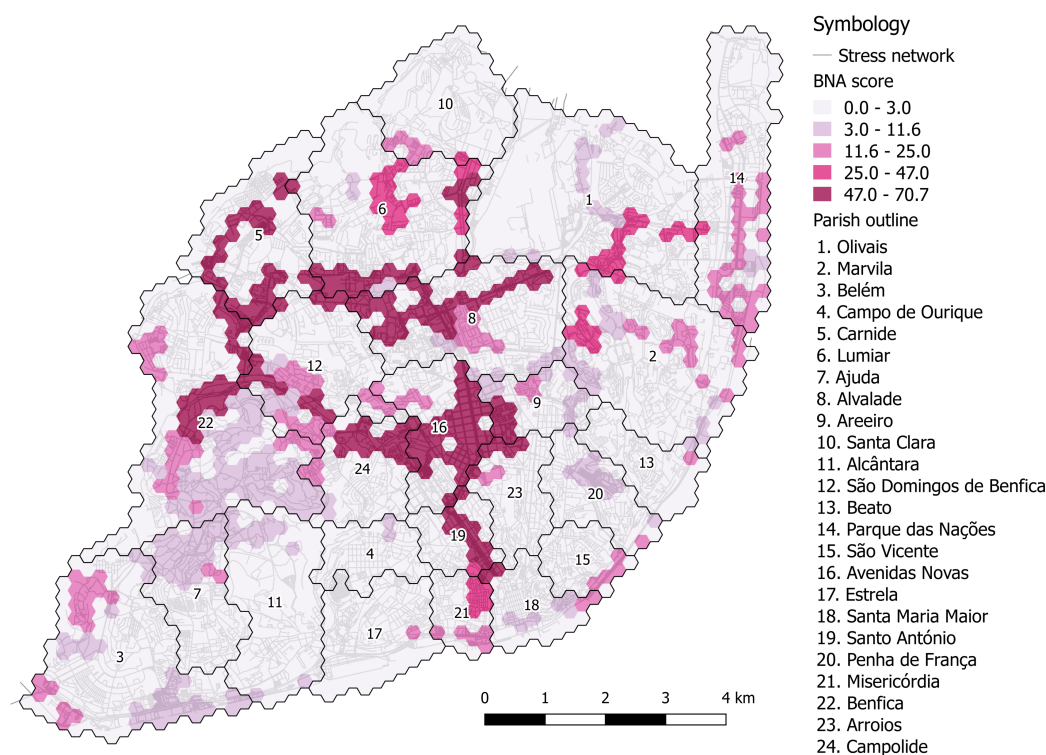 Symbology
Stress network
BNA score
0.0 - 3.0
3.0 - 11.6
11.6 - 25.0
25.0 - 47.0
47.0 - 70.7
Parish outline
1. Olivais
2. Marvila
3. Belém
4. Campo de Ourique
5. Carnide
6. Lumiar
7. Ajuda
8. Alvalade
9. Areeiro
10. Santa Clara
11. Alcântara
12. São Domingos de Benfica
13. Beato
14. Parque das Nações
15. São Vicente
16. Avenidas Novas
17. Estrela
18. Santa Maria Maior
19. Santo António
20. Penha de França
21. Misericórdia
22. Benfica
23. Arroios
24. Campolide
10
14
1
6
5
8
2
12
9
22
16
13
24
23
20
19
4
15
7
11
18
21
17
3
0 1 2 3 4 km